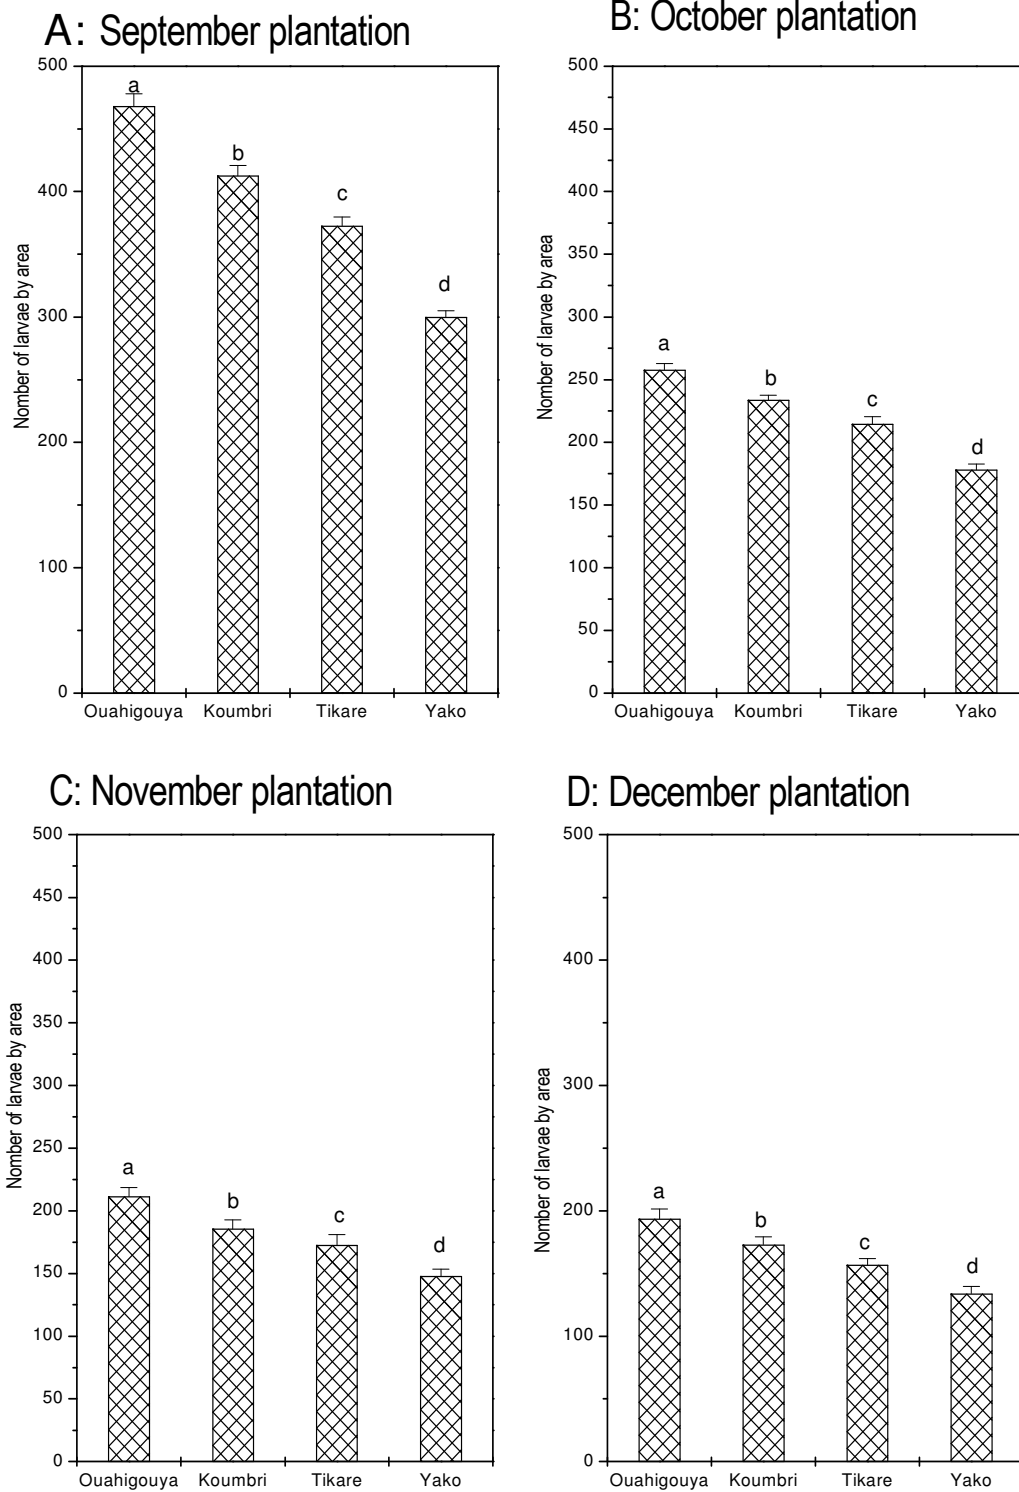 A: September plantation
500
400
300
200
100
0
Nomber of larvae by area
a
b
c
d
Ouahigouya Koumbri Tikare Yako
B: October plantation
500
450
400
350
300
250
200
150
100
50
0
Nomber of larvae by area
a
b
c
d
Ouahigouya Koumbri Tikare Yako
C: November plantation
500
450
400
350
300
250
200
150
100
50
0
Nomber of larvae by area
a
b
c
d
Ouahigouya Koumbri Tikare Yako
D: December plantation
500
400
300
200
100
0
Nomber of larvae by area
a
b
c
d
Ouahigouya Koumbri Tikare Yako